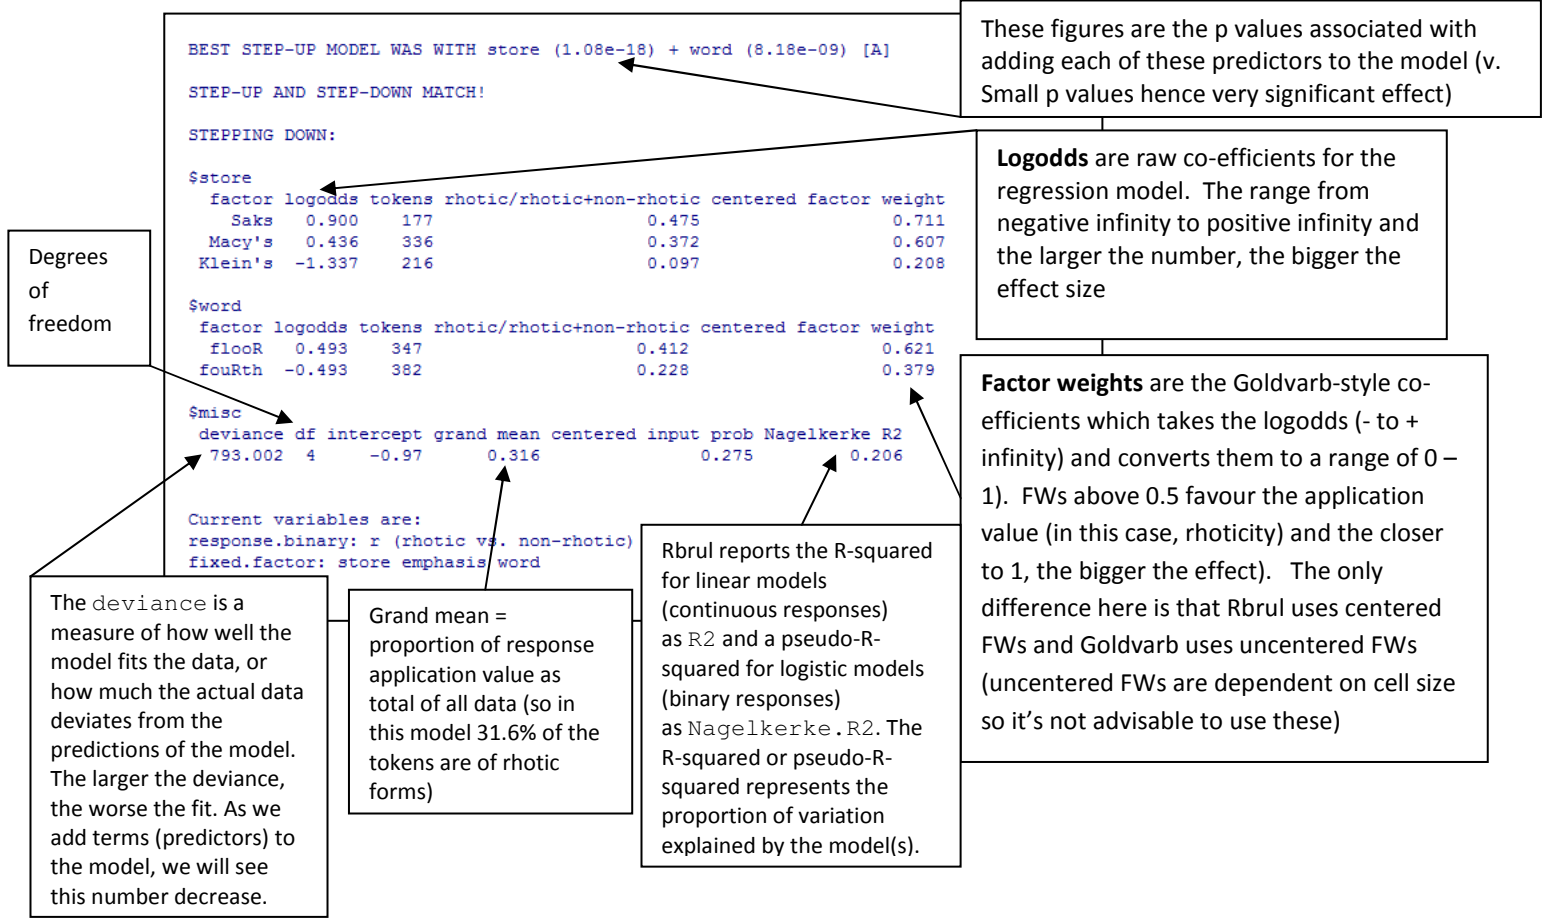 BEST STEP-UP MODEL WAS WITH store (1.08e-18) + word (8.18e-09) [A]
STEP-UP AND STEP-DOWN MATCH!
STEPPING DOWN:
$store
factor logodds tokens rhotic/rhotic+non-rhotic centered factor weight
Saks 0.900 177 0.475 0.711
Macy's 0.436 336 0.372 0.607
Klein's -1.337 216 0.097 0.208
$word
factor logodds tokens rhotic/rhotic+non-rhotic centered factor weight
flooR 0.493 347 0.412 0.621
fouRth -0.493 382 0.228 0.379
$misc
deviance df intercept grand mean centered input prob Nagelkerke R2
793.002 4 -0.97 0.316 0.275 0.206
Current variables are:
response.binary: r (rhotic vs. non-rhotic)
fixed.factor: store emphasis word
These figures are the p values associated with
adding each of these predictors to the model (v.
Small p values hence very significant effect)
Logodds are raw co-efficients for the
regression model.  The range from
negative infinity to positive infinity and
the larger the number, the bigger the
effect size
Degrees
of
freedom
Factor weights are the Goldvarb-style co-
efficients which takes the logodds (- to +
infinity) and converts them to a range of 0 –
1).  FWs above 0.5 favour the application
value (in this case, rhoticity) and the closer
to 1, the bigger the effect).   The only
difference here is that Rbrul uses centered
FWs and Goldvarb uses uncentered FWs
(uncentered FWs are dependent on cell size
so it's not advisable to use these)
The deviance is a
measure of how well the
model fits the data, or
how much the actual data
deviates from the
predictions of the model.
The larger the deviance,
the worse the fit. As we
add terms (predictors) to
the model, we will see
this number decrease.
Grand mean =
proportion of response
application value as
total of all data (so in
this model 31.6% of the
tokens are of rhotic
forms)
Rbrul reports the R-squared
for linear models
(continuous responses)
as R2 and a pseudo-R-
squared for logistic models
(binary responses)
as Nagelkerke.R2. The
R-squared or pseudo-R-
squared represents the
proportion of variation
explained by the model(s).